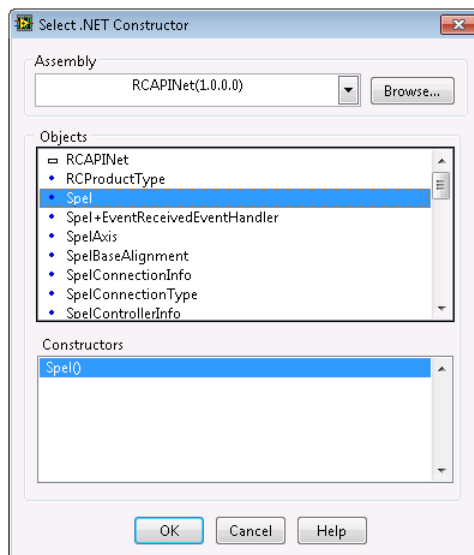 Select .NET Constructor
Assembly
RCAPINet(1.0.0.0)
Browse...
Objects
RCAPINet
RCProductType
Spel
Spel+EventReceivedEventHandler
SpelAxis
SpelBaseAlignment
SpelConnectionInfo
SpelConnectionType
SpelControllerInfo
Constructors
Spel()
OK Cancel Help